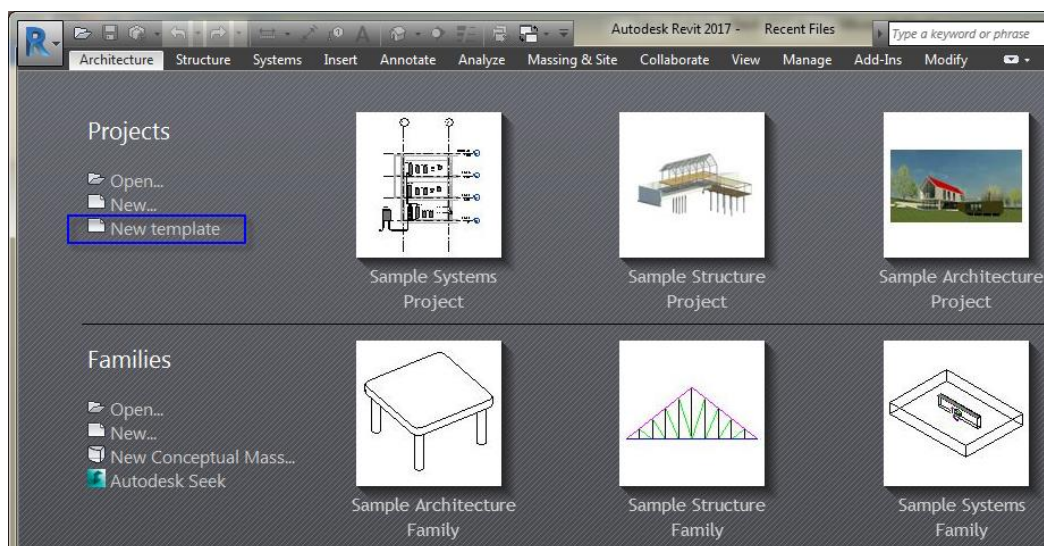 R
Autodesk Revit 2017 - Recent Files
Type a keyword or phrase
Architecture Structure Systems Insert Annotate Analyze Massing & Site Collaborate View Manage Add-Ins Modify
Projects
Open...
New...
New template
Sample Systems
Project
Sample Structure
Project
Sample Architecture
Project
Families
Open...
New...
New Conceptual Mass...
Autodesk Seek
Sample Architecture
Family
Sample Structure
Family
Sample Systems
Family